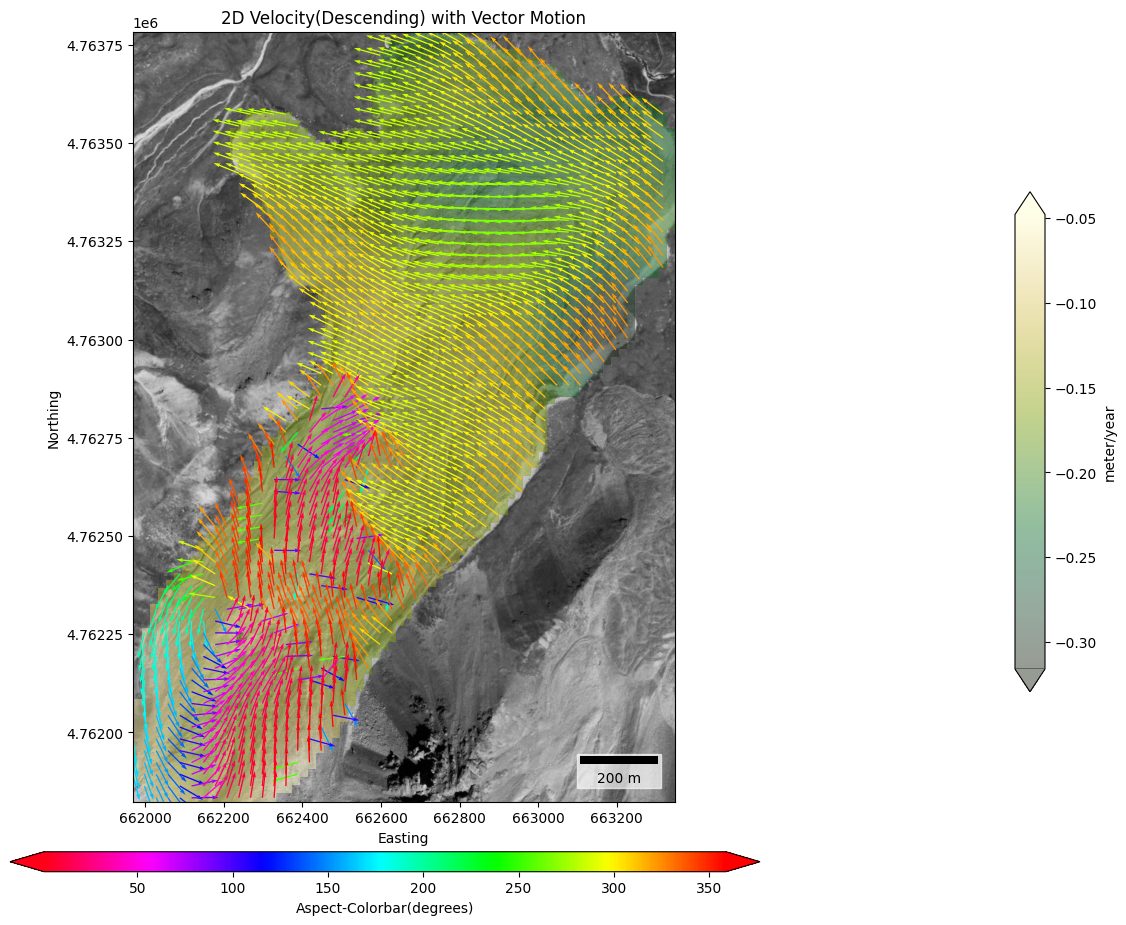 2D Velocity(Descending) with Vector Motion
1e6
4.76375
4.76350
4.76325
4.76300
4.76275
4.76250
4.76225
4.76200
Northing
662000 662200 662400 662600 662800 663000 663200
Easting
200 m
−0.05
−0.10
−0.15
−0.20
−0.25
−0.30
meter/year
50 100 150 200 250 300 350
Aspect-Colorbar(degrees)